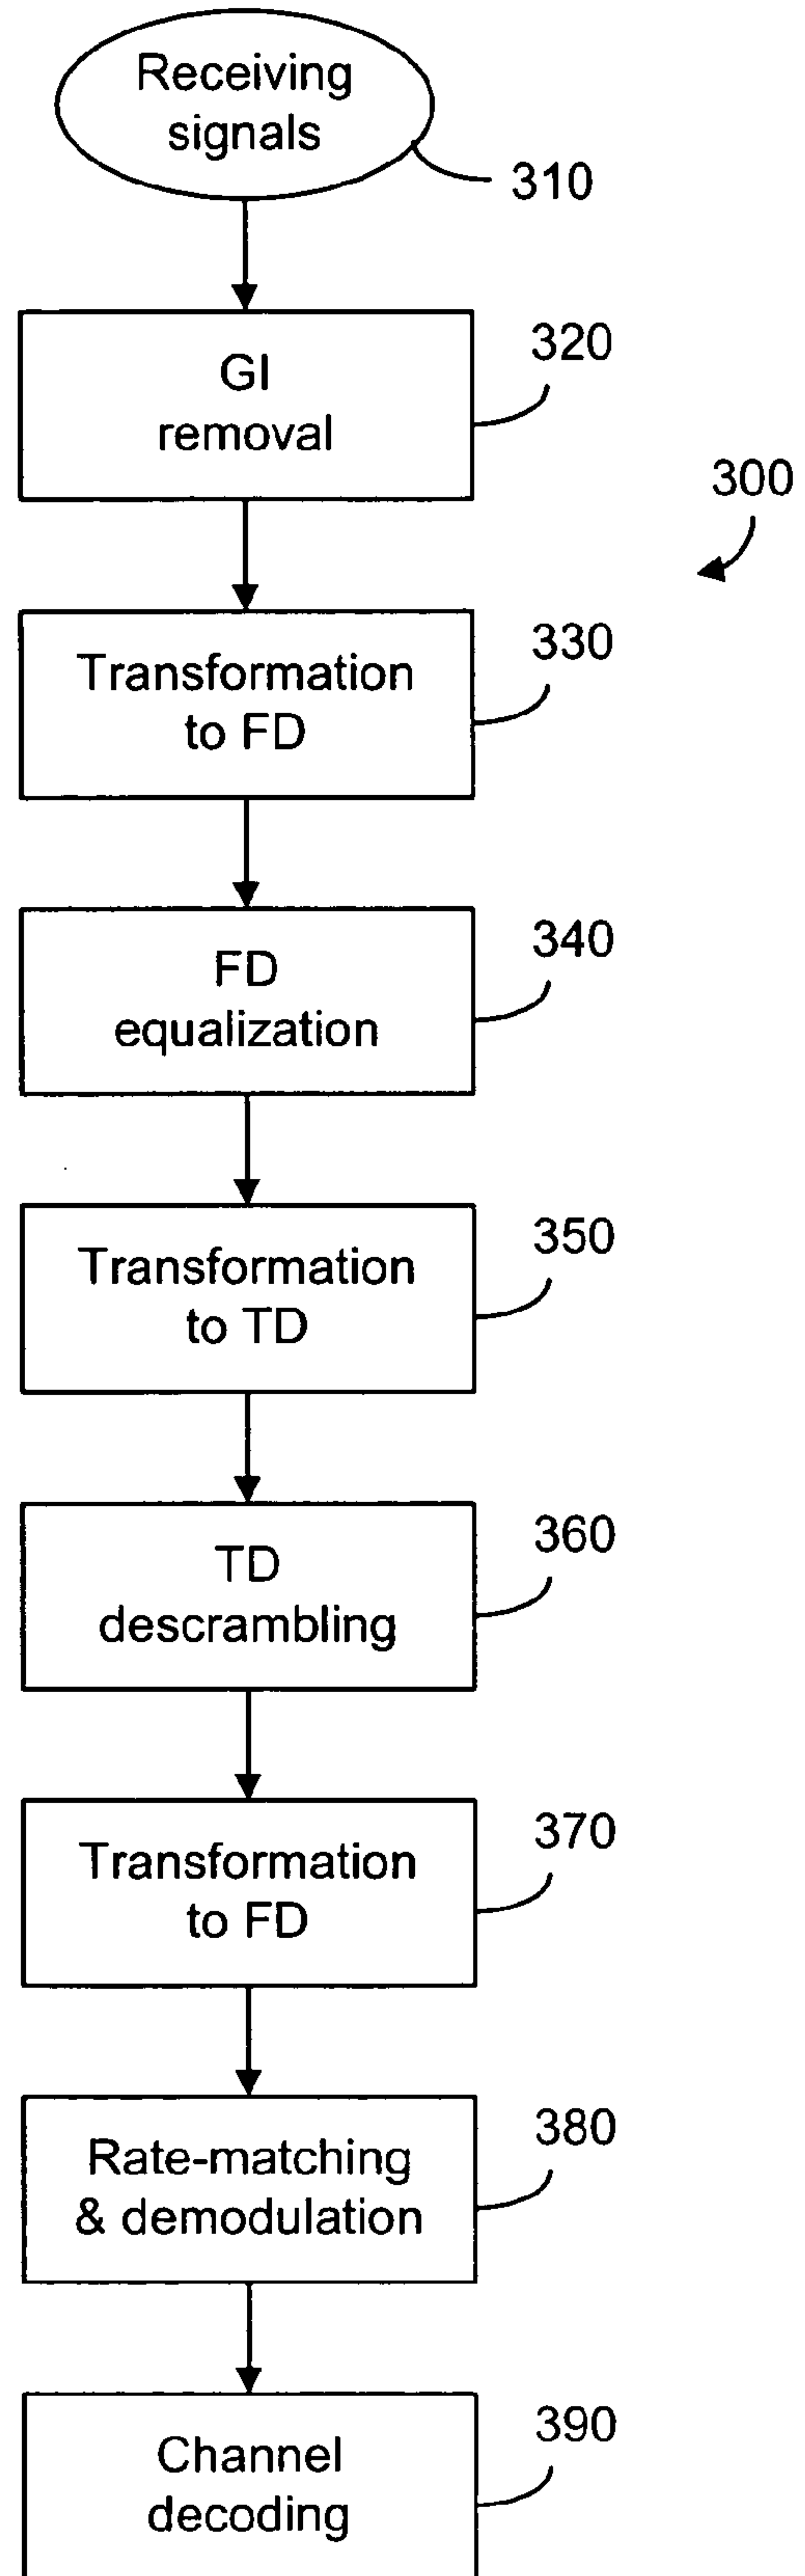 Receiving
signals
310
GI
removal
320
300
Transformation
to FD
330
FD
equalization
340
Transformation
to TD
350
TD
descrambling
360
Transformation
to FD
370
Rate-matching
& demodulation
380
Channel
decoding
390